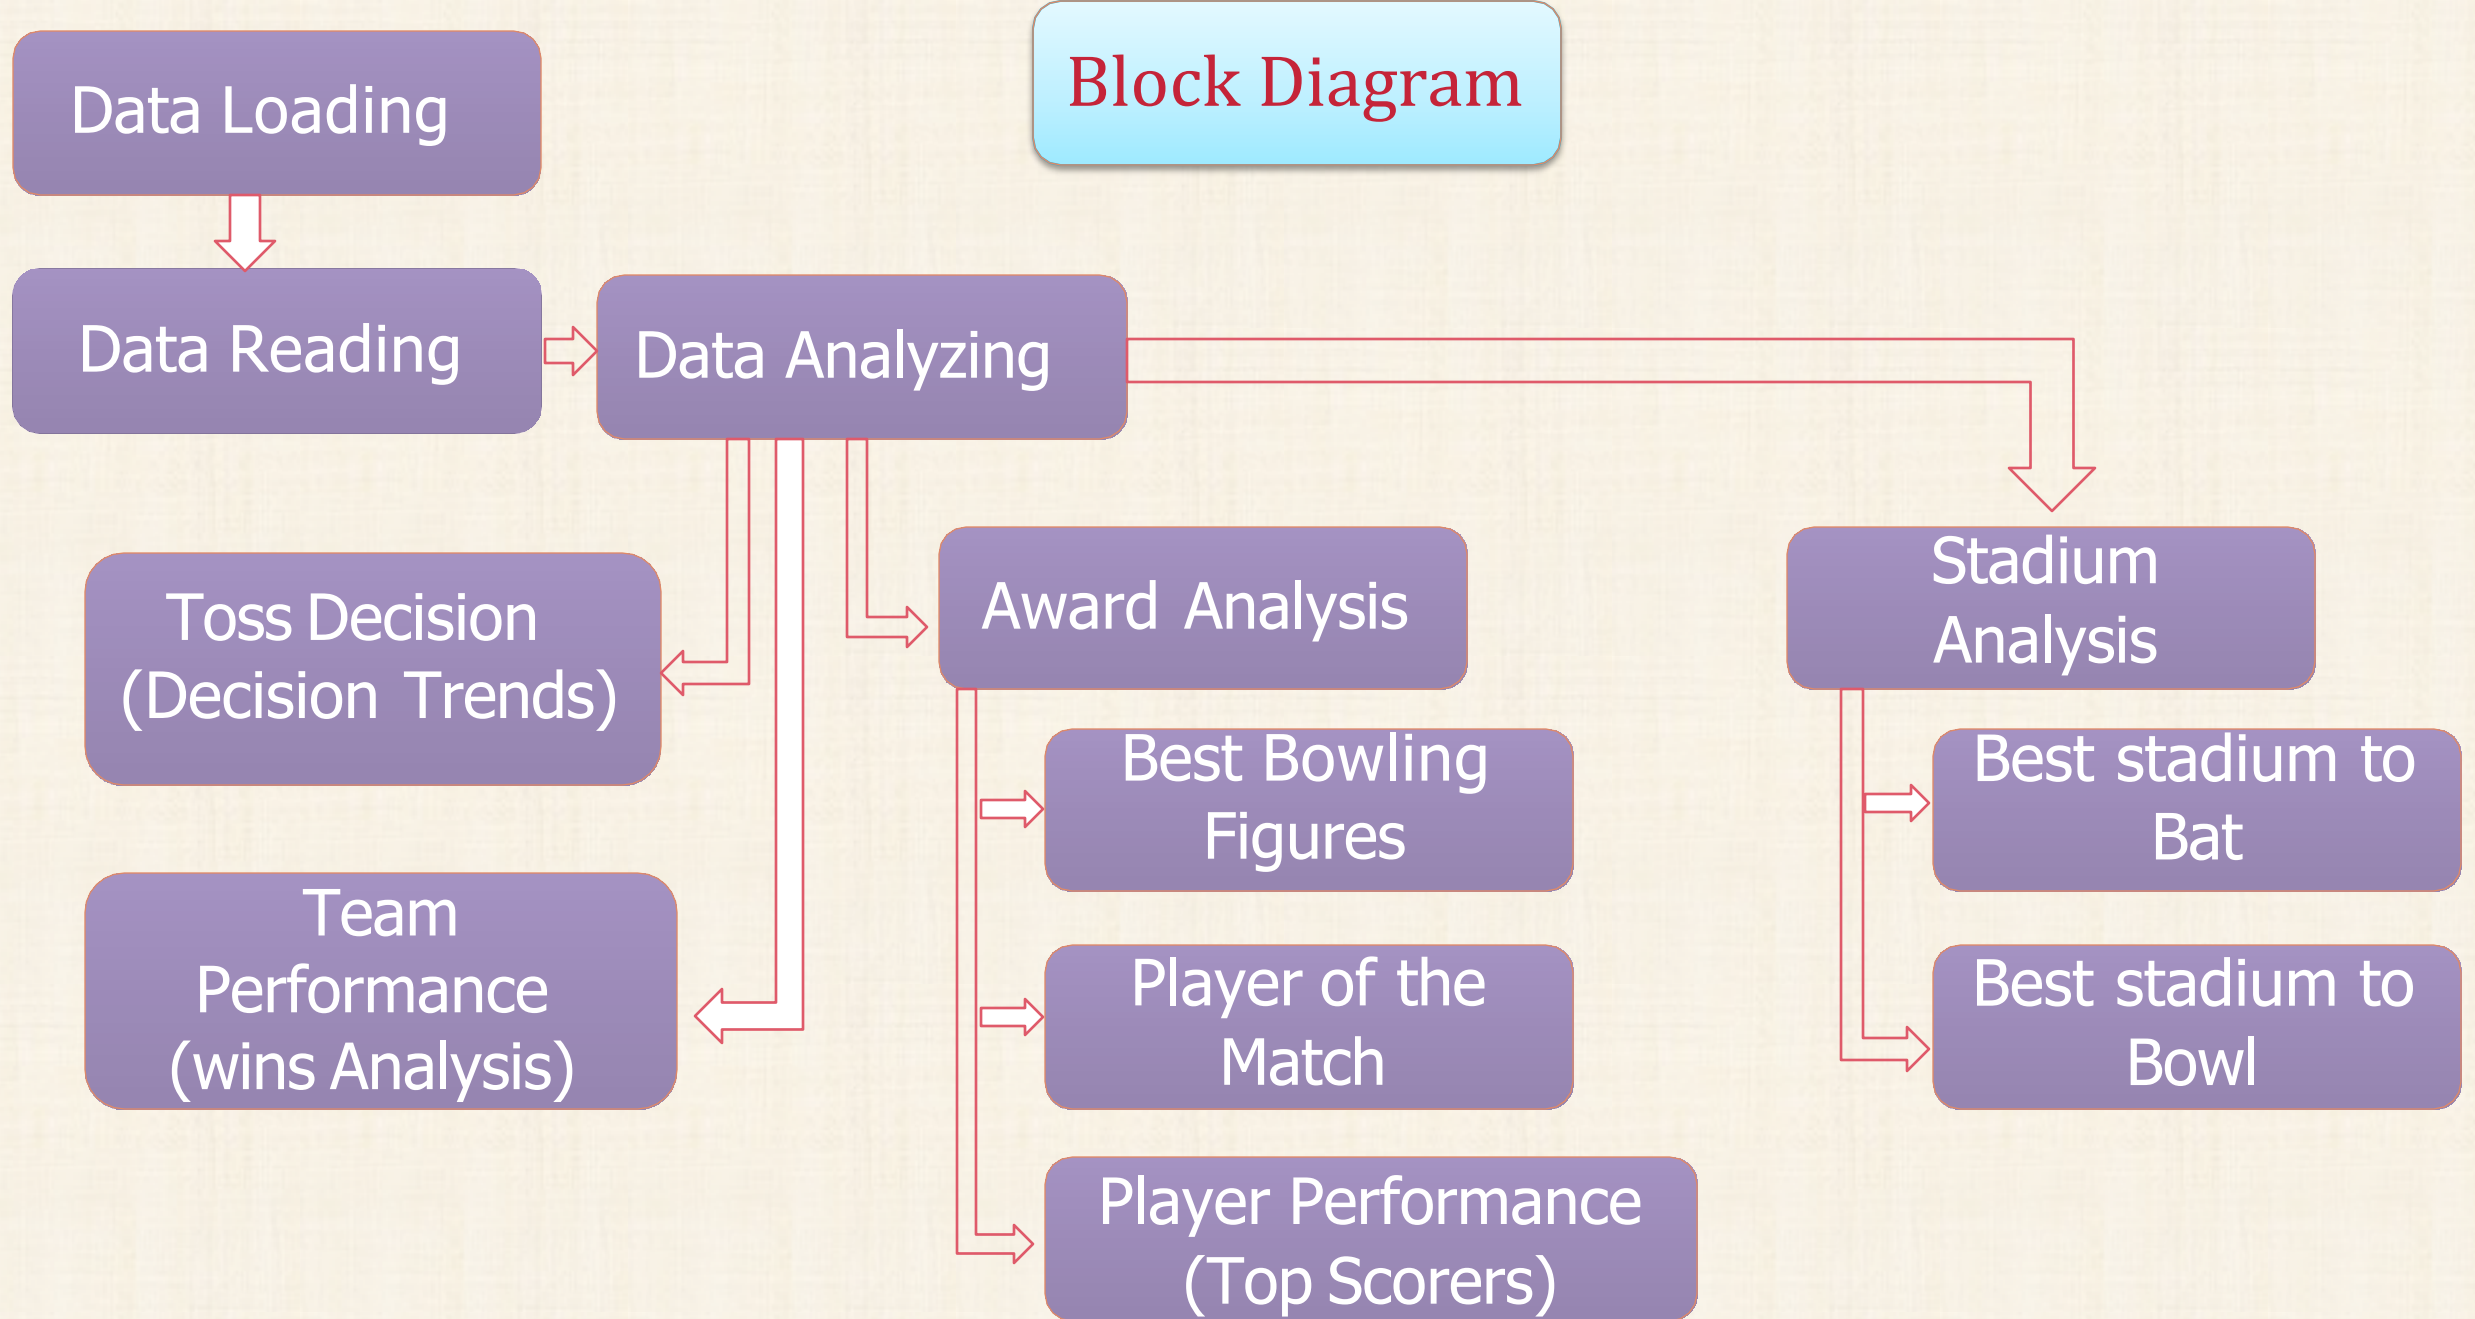 Block Diagram
Data Loading
Data Reading
Data Analyzing
Toss Decision
(Decision Trends)
Team
Performance
(wins Analysis)
Award Analysis
Best Bowling
Figures
Player of the
Match
Player Performance
(Top Scorers)
Stadium
Analysis
Best stadium to
Bat
Best stadium to
Bowl